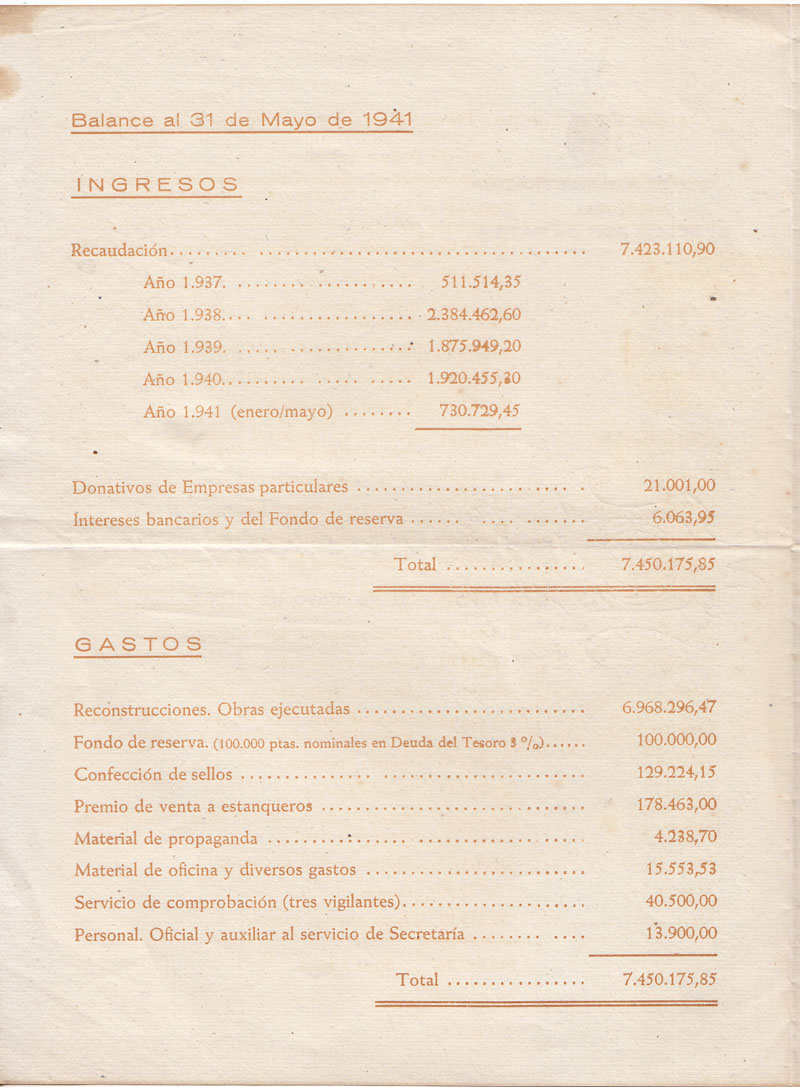 Balance al 31 de Mayo de 1941
INGRESOS
Recaudación. . . . . . . . . . . . . . . . . . . . 7.423.110,90
Año 1.937. . . . . . . . . . . 511.514,35
Año 1.938. . . . . . . . . . . 2.384.462,60
Año 1.939. . . . . . . . . . . 1.875.949,20
Año 1.940. . . . . . . . . . . 1.920.455,30
Año 1.941 (enero/mayo) . . . . . . . . 730.729,45
Donativos de Empresas particulares . . . . . . . . . . 21.001,00
Intereses bancarios y del Fondo de reserva . . . . . . . . . . 6.063,95
Total . . . . . . . . . . 7.450.175,85
GASTOS
Reconstrucciones. Obras ejecutadas . . . . . . . . . . 6.968.296,47
Fondo de reserva. (100.000 ptas. nominales en Deuda del Tesoro 3 %). . . . . . 100.000,00
Confección de sellos . . . . . . . . . . 129.224,15
Premio de venta a estanqueros . . . . . . . . . . 178.463,00
Material de propaganda . . . . . . . . . . 4.238,70
Material de oficina y diversos gastos . . . . . . . . . . 15.553,53
Servicio de comprobación (tres vigilantes). . . . . . . . . . 40.500,00
Personal. Oficial y auxiliar al servicio de Secretaría . . . . . . . . . . 13.900,00
Total . . . . . . . . . . 7.450.175,85